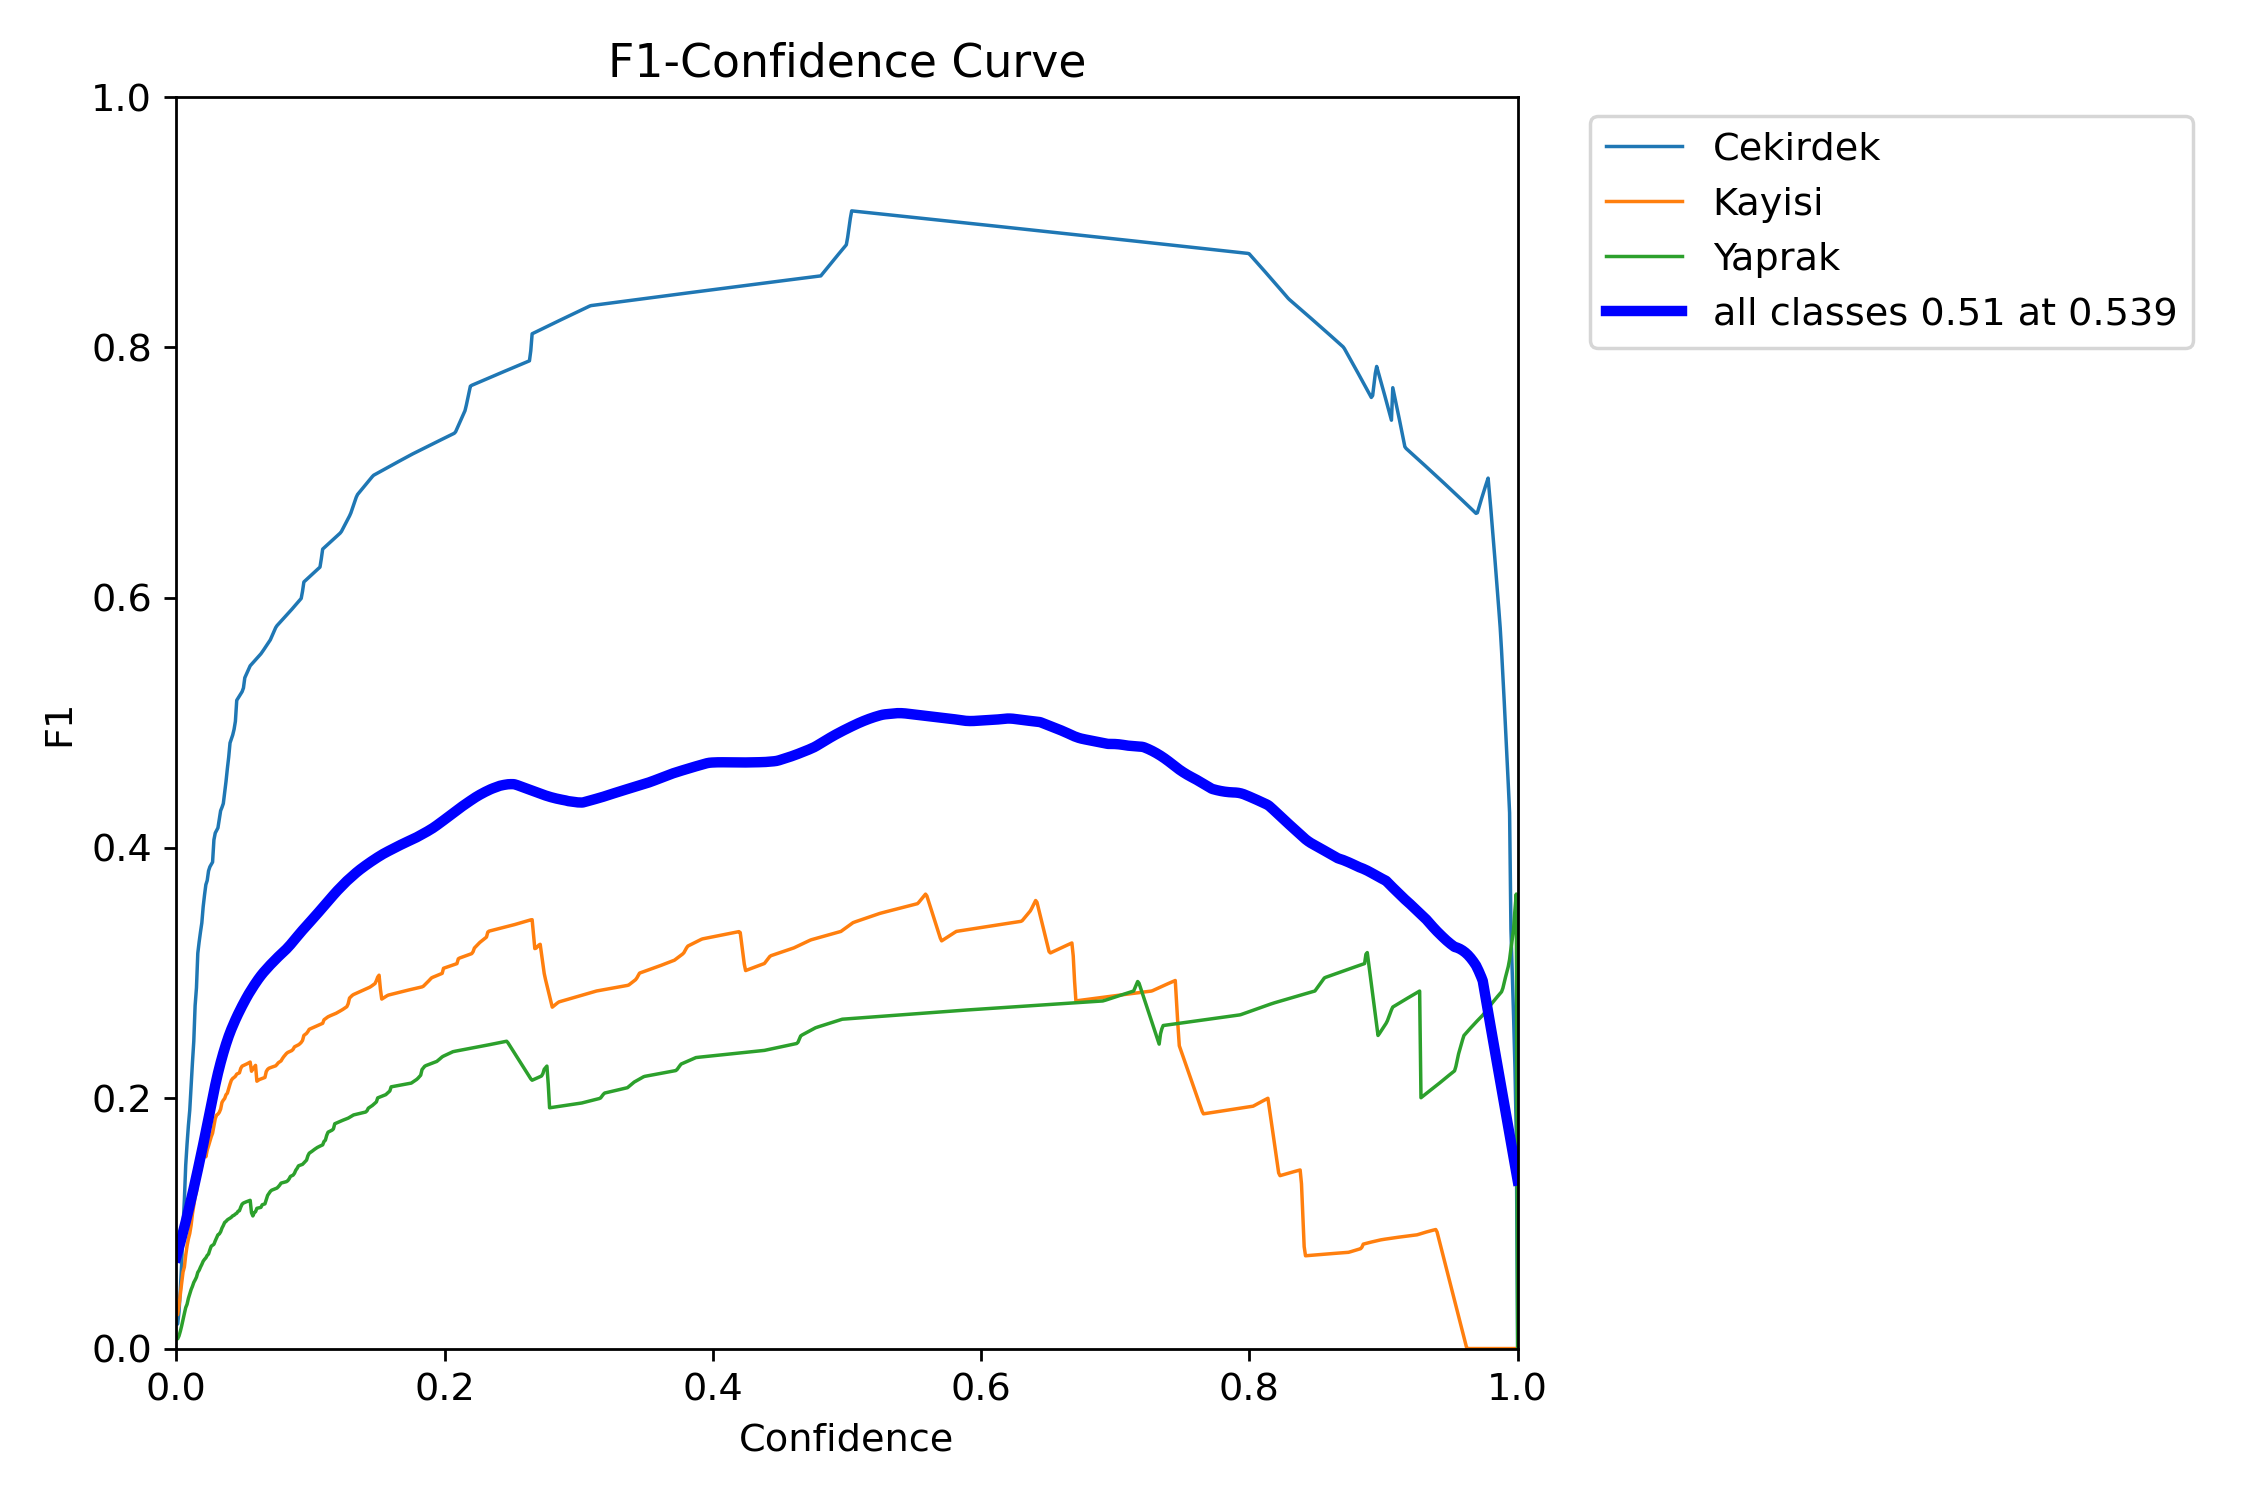 F1-Confidence Curve
1.0
0.8
0.6
0.4
0.2
0.0
F1
0.0 0.2 0.4 0.6 0.8 1.0
Confidence
Cekirdek
Kayisi
Yaprak
all classes 0.51 at 0.539